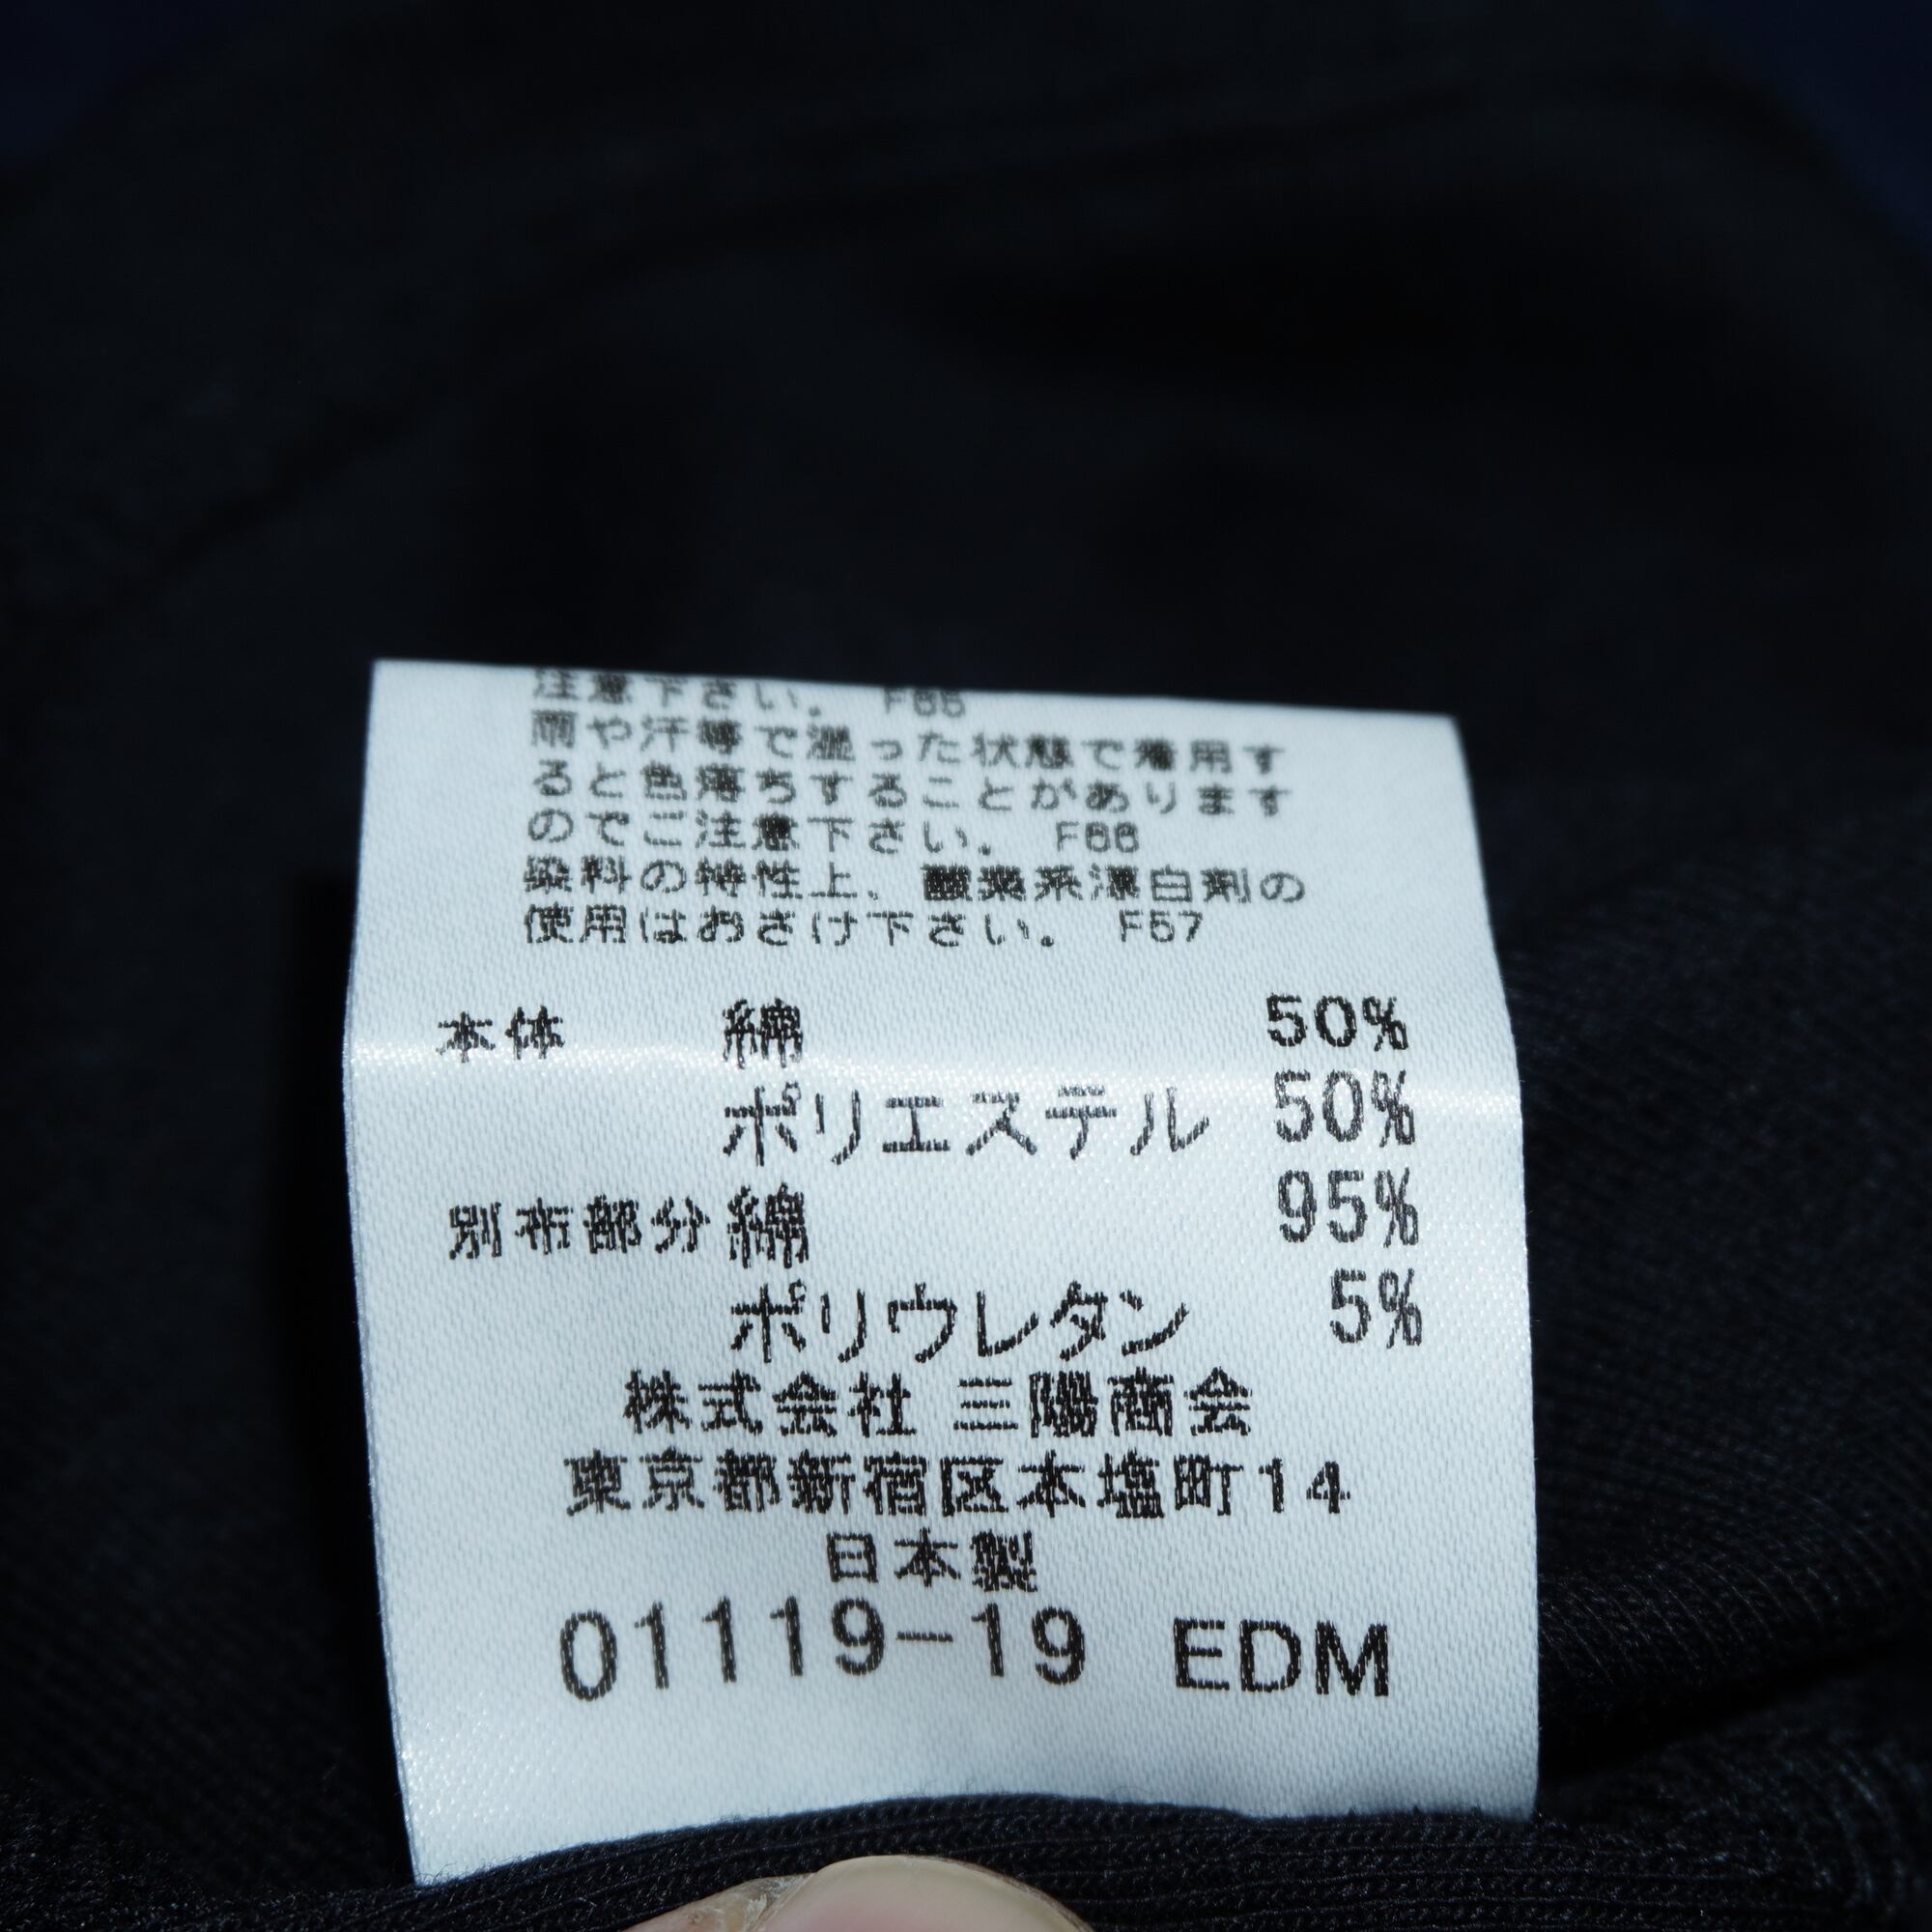 注意下さい。 F65
雨や汗等で湿った状態で着用す
ると色落ちすることがあります
のでご注意下さい。 F66
染料の特性上、酸素系漂白剤の
使用はおさけ下さい。 F57
本体 綿 50%
ポリエステル 50%
別布部分 綿 95%
ポリウレタン 5%
株式会社 三陽商会
東京都新宿区本塩町14
日本製
01119-19 EDM